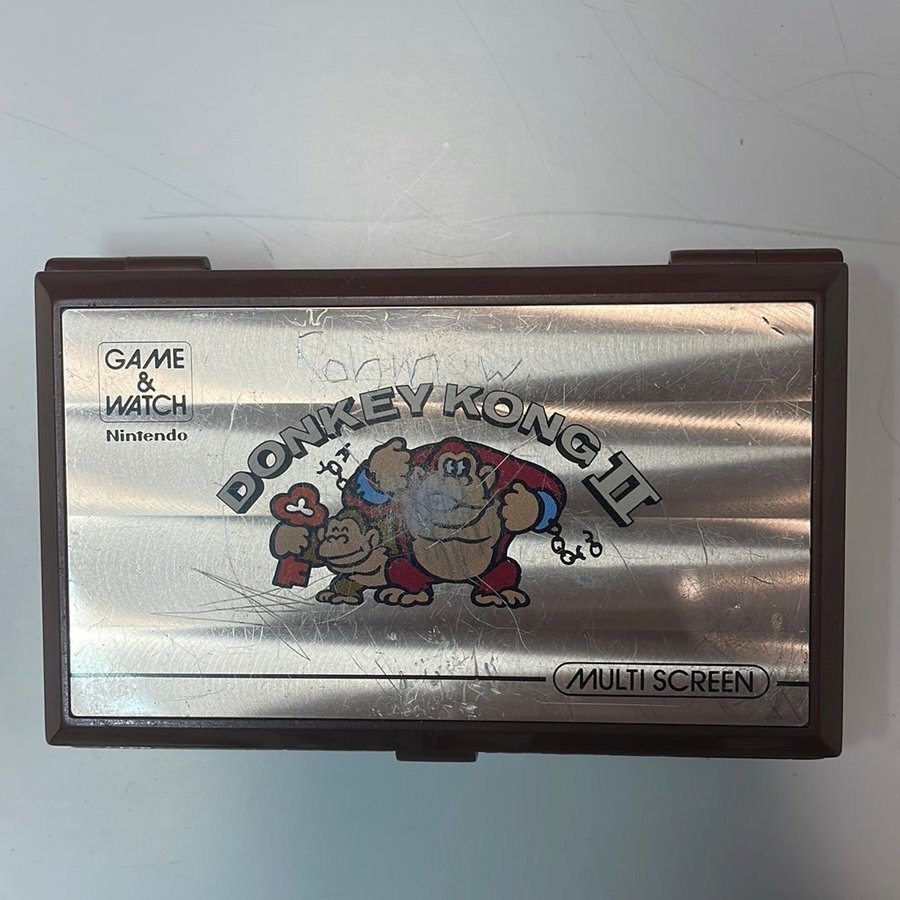 GAME
&
WATCH
Nintendo
DONKEY KONG II
MULTI SCREEN